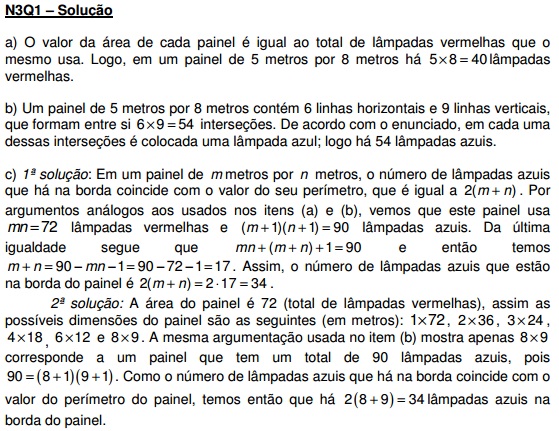 N3Q1 – Solução
a) O valor da área de cada painel é igual ao total de lâmpadas vermelhas que o
mesmo usa. Logo, em um painel de 5 metros por 8 metros há 5×8=40 lâmpadas
vermelhas.
b) Um painel de 5 metros por 8 metros contém 6 linhas horizontais e 9 linhas verticais,
que formam entre si 6×9=54 interseções. De acordo com o enunciado, em cada uma
dessas interseções é colocada uma lâmpada azul; logo há 54 lâmpadas azuis.
c) 1ª solução: Em um painel de m metros por n metros, o número de lâmpadas azuis
que há na borda coincide com o valor do seu perímetro, que é igual a 2(m+n). Por
argumentos análogos aos usados nos itens (a) e (b), vemos que este painel usa
mn=72 lâmpadas vermelhas e (m+1)(n+1)=90 lâmpadas azuis. Da última
igualdade segue que mn+(m+n)+1=90 e então temos
m+n=90-mn-1=90-72-1=17. Assim, o número de lâmpadas azuis que estão
na borda do painel é 2(m+n)=2·17=34.
2ª solução: A área do painel é 72 (total de lâmpadas vermelhas), assim as
possíveis dimensões do painel são as seguintes (em metros): 1×72, 2×36, 3×24,
4×18, 6×12 e 8×9. A mesma argumentação usada no item (b) mostra apenas 8×9
corresponde a um painel que tem um total de 90 lâmpadas azuis, pois
90=(8+1)(9+1). Como o número de lâmpadas azuis que há na borda coincide com o
valor do perímetro do painel, temos então que há 2(8+9)=34 lâmpadas azuis na
borda do painel.